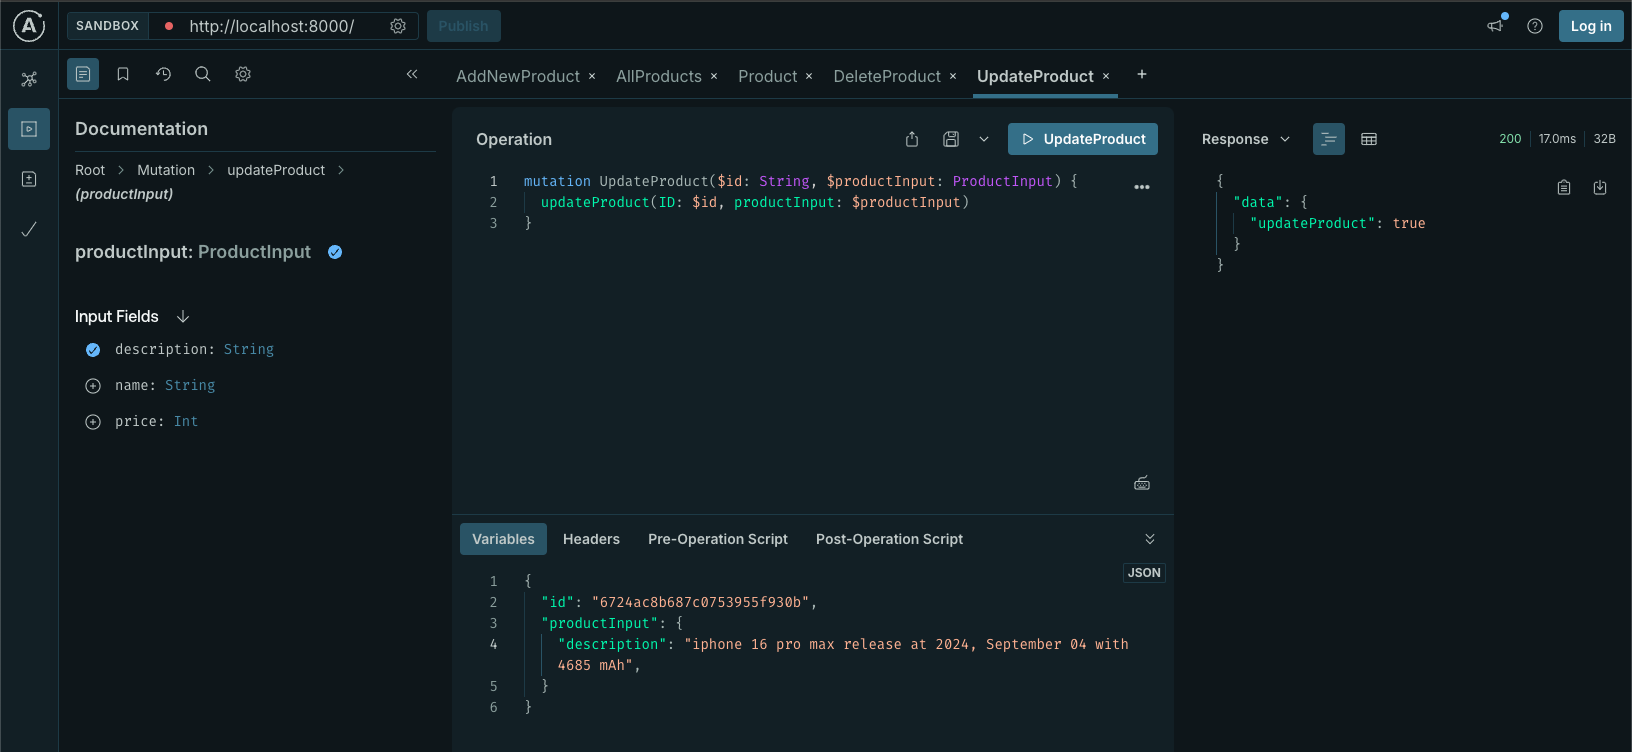 SANDBOX
http://localhost:8000/
Publish
Log in
AddNewProduct ×
AllProducts ×
Product ×
DeleteProduct ×
UpdateProduct ×
+
Documentation
Root > Mutation > updateProduct >
(productInput)
productInput: ProductInput
Input Fields ↓
description: String
name: String
price: Int
Operation
UpdateProduct
1 mutation UpdateProduct($id: String, $productInput: ProductInput) {
2 updateProduct(ID: $id, productInput: $productInput)
3 }
Variables
Headers
Pre-Operation Script
Post-Operation Script
JSON
1 {
2 "id": "6724ac8b687c0753955f930b",
3 "productInput": {
4 "description": "iphone 16 pro max release at 2024, September 04 with
4685 mAh",
5 }
6 }
Response
200
17.0ms
32B
{
"data": {
"updateProduct": true
}
}